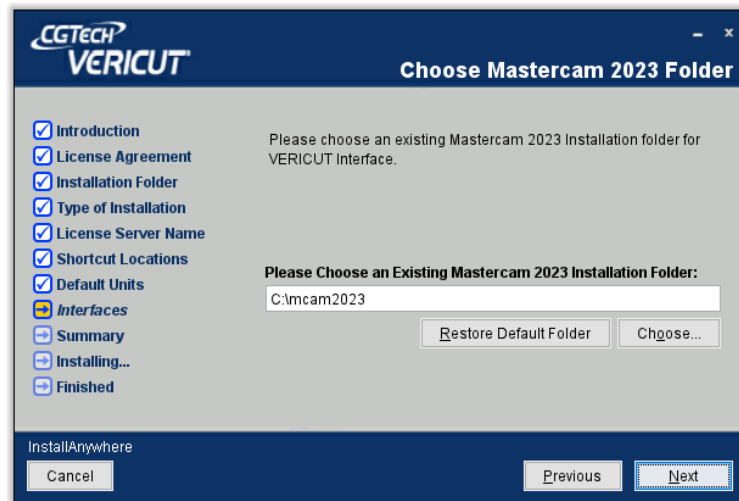 CGTECH
VERICUT
Choose Mastercam 2023 Folder
Introduction
License Agreement
Installation Folder
Type of Installation
License Server Name
Shortcut Locations
Default Units
Interfaces
Summary
Installing...
Finished
Please choose an existing Mastercam 2023 Installation folder for
VERICUT Interface.
Please Choose an Existing Mastercam 2023 Installation Folder:
C:\mcam2023
Restore Default Folder
Choose...
InstallAnywhere
Cancel
Previous
Next